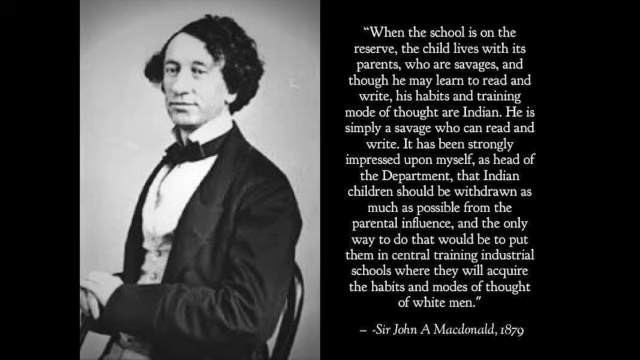 “When the school is on the
reserve, the child lives with its
parents, who are savages, and
though he may learn to read and
write, his habits and training
mode of thought are Indian. He is
simply a savage who can read and
write. It has been strongly
impressed upon myself, as head of
the Department, that Indian
children should be withdrawn as
much as possible from the
parental influence, and the only
way to do that would be to put
them in central training industrial
schools where they will acquire
the habits and modes of thought
of white men."
– -Sir John A Macdonald, 1879